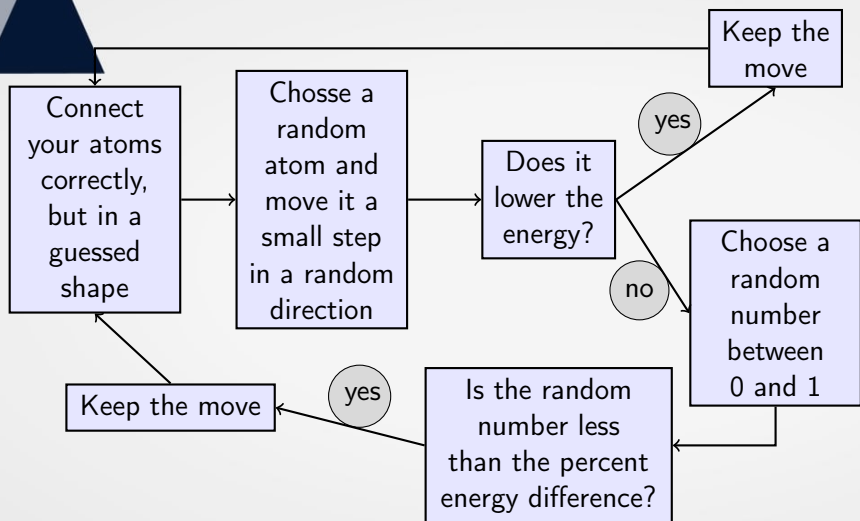 Connect
your atoms
correctly,
but in a
guessed
shape
Chosse a
random
atom and
move it a
small step
in a random
direction
Does it
lower the
energy?
yes
Keep the
move
no
Choose a
random
number
between
0 and 1
Is the random
number less
than the percent
energy difference?
yes
Keep the move